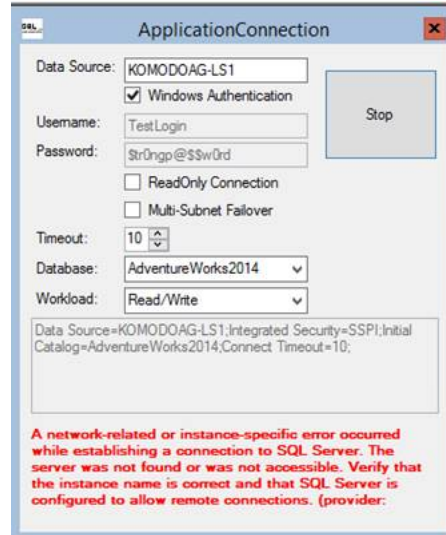 ApplicationConnection
Data Source: KOMODOAG-LS1
Windows Authentication
Username: TestLogin
Password: $tr0ngp@$$w0rd
Stop
ReadOnly Connection
Multi-Subnet Failover
Timeout: 10
Database: AdventureWorks2014
Workload: Read/Write
Data Source=KOMODOAG-LS1;Integrated Security=SSPI;Initial
Catalog=AdventureWorks2014;Connect Timeout=10;
A network-related or instance-specific error occurred
while establishing a connection to SQL Server. The
server was not found or was not accessible. Verify that
the instance name is correct and that SQL Server is
configured to allow remote connections. (provider: